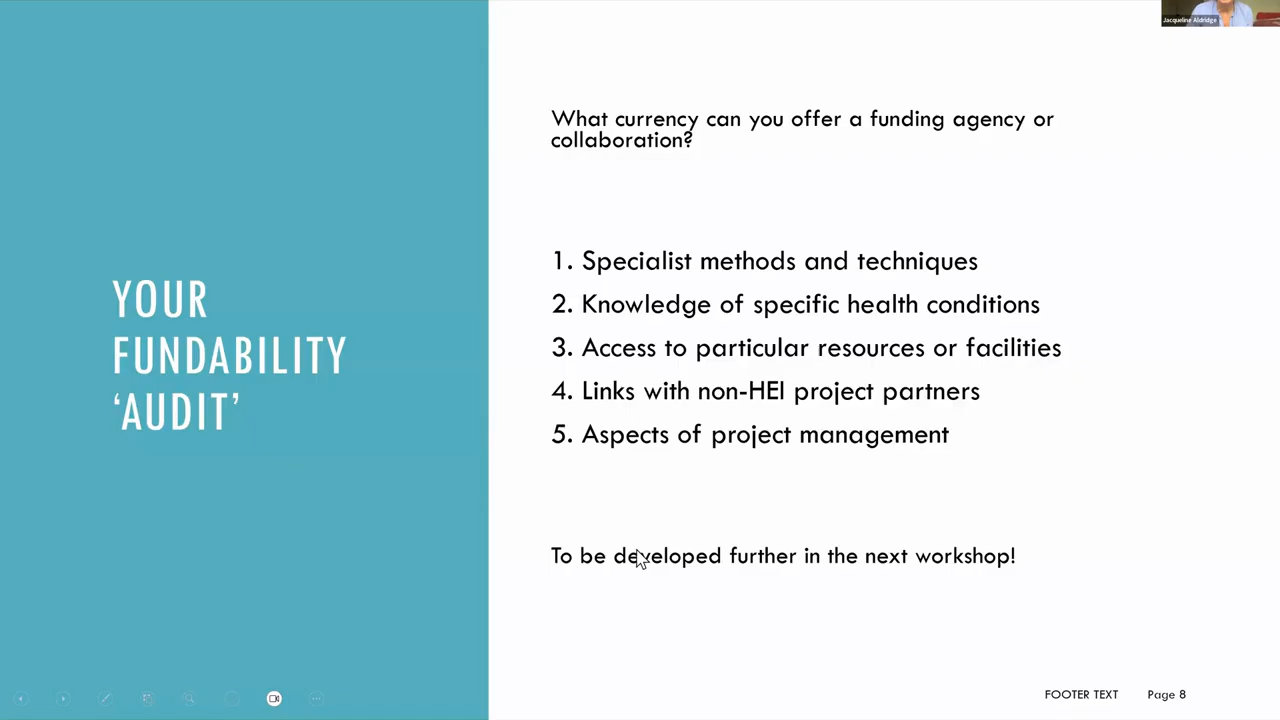 Jacqueline Aldridge
YOUR
FUNDABILITY
‘AUDIT’
What currency can you offer a funding agency or
collaboration?
1. Specialist methods and techniques
2. Knowledge of specific health conditions
3. Access to particular resources or facilities
4. Links with non-HEI project partners
5. Aspects of project management
To be developed further in the next workshop!
FOOTER TEXT
Page 8